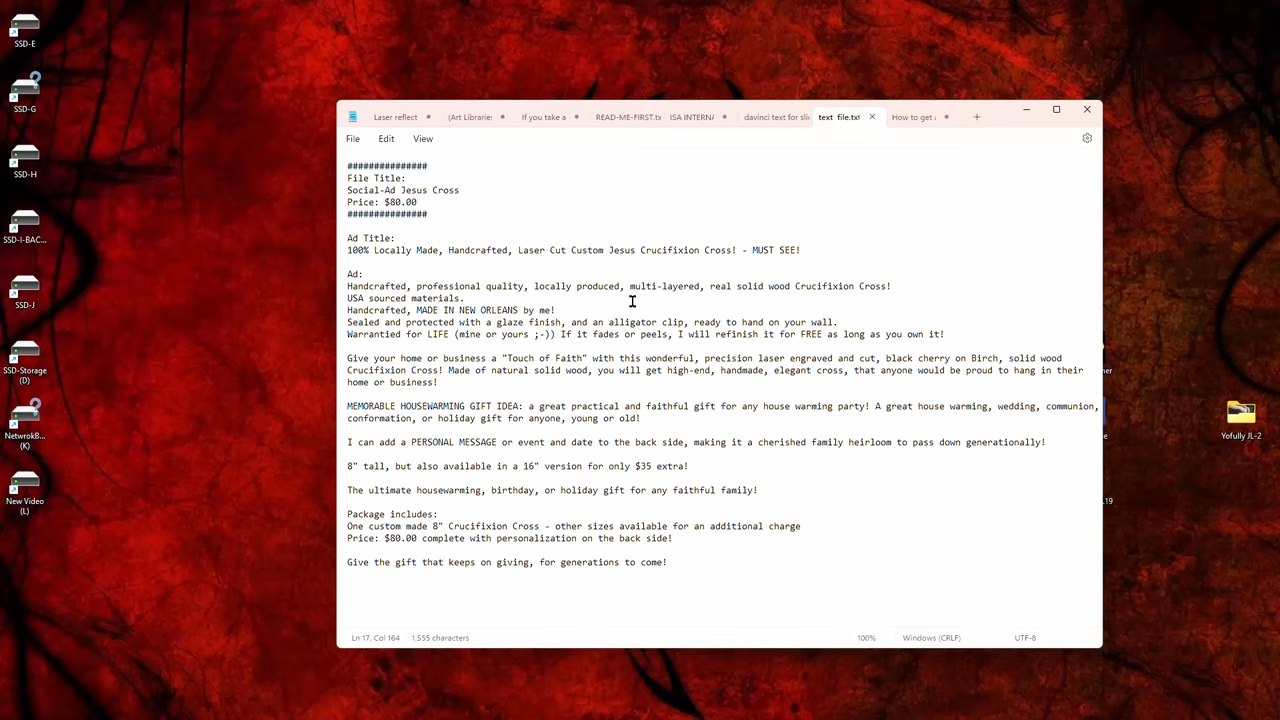 SSD-E
SSD-G
SSD-H
SSD-I-BAC...
SSD-J
SSD-Storage
(D)
NetwrokB...
(K)
New Video
(L)
Laser reflect
(Art Libraries
If you take a
READ-ME-FIRST.tx
ISA INTERNA
davinci text for slid
text file.txt
How to get a
File
Edit
View
###############
File Title:
Social-Ad Jesus Cross
Price: $80.00
###############
Ad Title:
100% Locally Made, Handcrafted, Laser Cut Custom Jesus Crucifixion Cross! - MUST SEE!
Ad:
Handcrafted, professional quality, locally produced, multi-layered, real solid wood Crucifixion Cross!
USA sourced materials.
Handcrafted, MADE IN NEW ORLEANS by me!
Sealed and protected with a glaze finish, and an alligator clip, ready to hand on your wall.
Warrantied for LIFE (mine or yours ;-)) If it fades or peels, I will refinish it for FREE as long as you own it!
Give your home or business a "Touch of Faith" with this wonderful, precision laser engraved and cut, black cherry on Birch, solid wood
Crucifixion Cross! Made of natural solid wood, you will get high-end, handmade, elegant cross, that anyone would be proud to hang in their
home or business!
MEMORABLE HOUSEWARMING GIFT IDEA: a great practical and faithful gift for any house warming party! A great house warming, wedding, communion,
conformation, or holiday gift for anyone, young or old!
I can add a PERSONAL MESSAGE or event and date to the back side, making it a cherished family heirloom to pass down generationally!
8" tall, but also available in a 16" version for only $35 extra!
The ultimate housewarming, birthday, or holiday gift for any faithful family!
Package includes:
One custom made 8" Crucifixion Cross - other sizes available for an additional charge
Price: $80.00 complete with personalization on the back side!
Give the gift that keeps on giving, for generations to come!
Ln 17, Col 164
1,555 characters
100%
Windows (CRLF)
UTF-8
Yofully JL-2